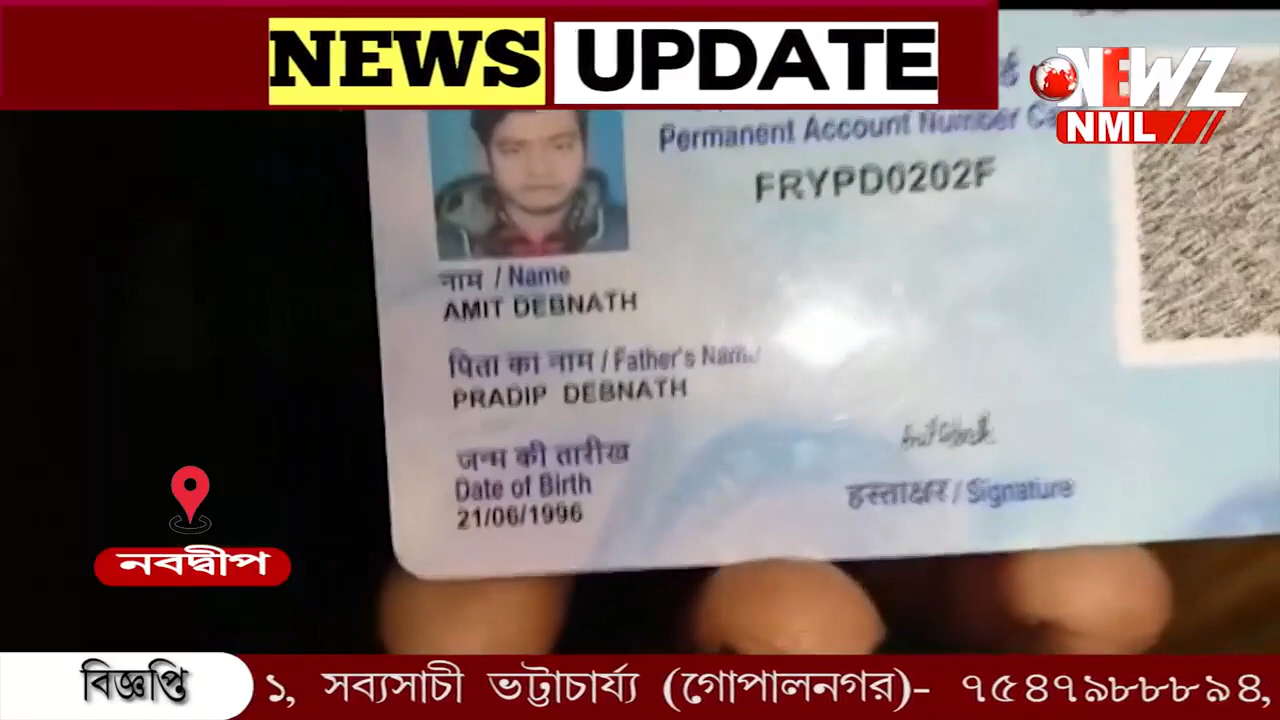 NEWS UPDATE
NEWZ
NML
Permanent Account Number
FRYPD0202F
नाम / Name
AMIT DEBNATH
पिता का नाम / Father's Name
PRADIP DEBNATH
जन्म की तारीख
Date of Birth
21/06/1996
हस्ताक्षर / Signature
নবদ্বীপ
বিজ্ঞপ্তি
১, সব্যসাচী ভট্টাচার্য্য (গোপালনগর)- ৭৫৪৭৯৮৮৮৯৪,